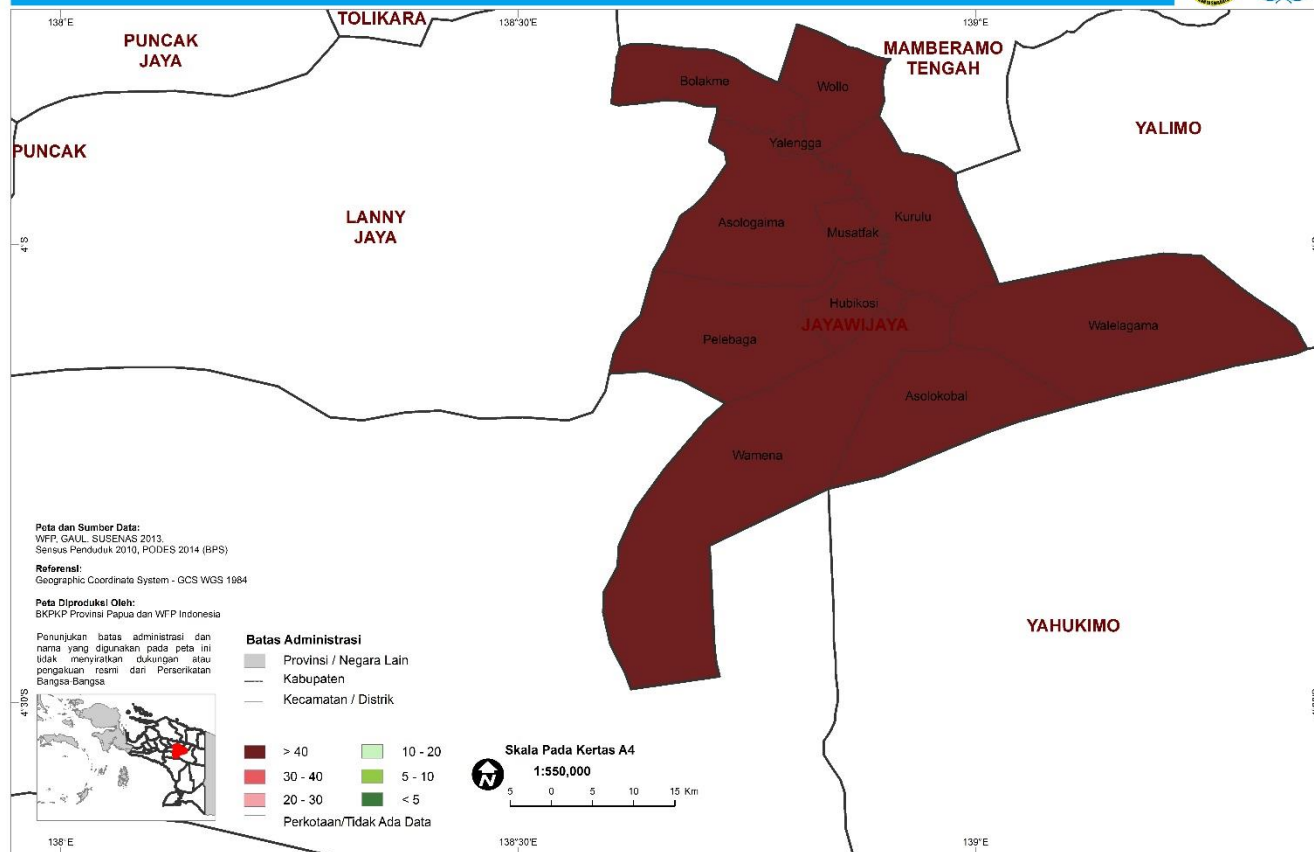 138°E
138°30'E
139°E
TOLIKARA
PUNCAK
JAYA
MAMBERAMO
TENGAH
YALIMO
PUNCAK
LANNY
JAYA
Bolakme
Wollo
Yalengga
Asologaima
Musatfak
Kurulu
4°S
Hubikosi
JAYAWIJAYA
Pelebaga
Walelagama
Asolokobal
Wamena
YAHUKIMO
Peta dan Sumber Data:
WFP, GAUL. SUSENAS 2013.
Sensus Penduduk 2010, PODES 2014 (BPS)
Referensi:
Geographic Coordinate System - GCS WGS 1984
Peta Diproduksi Oleh:
BKPKP Provinsi Papua dan WFP Indonesia
Penunjukan batas administrasi dan
nama yang digunakan pada peta ini
tidak menyiratkan dukungan atau
pengakuan resmi dari Perserikatan
Bangsa-Bangsa
4°30'S
Batas Administrasi
Provinsi / Negara Lain
Kabupaten
Kecamatan / Distrik
> 40
30 - 40
20 - 30
10 - 20
5 - 10
< 5
Perkotaan/Tidak Ada Data
N
Skala Pada Kertas A4
1:550,000
5 0 5 10 15 Km
138°E
138°30'E
139°E